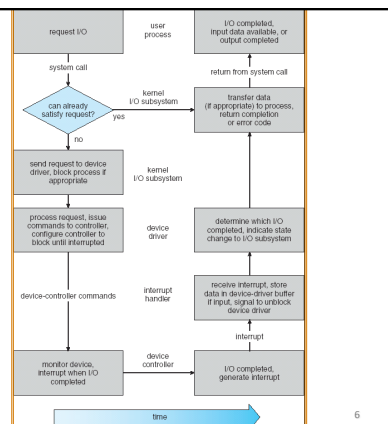 request I/O
user
process
I/O completed,
input data available, or
output completed
system call
return from system call
can already
satisfy request?
kernel
I/O subsystem
yes
transfer data
(if appropriate) to process,
return completion
or error code
no
send request to device
driver, block process if
appropriate
kernel
I/O subsystem
process request, issue
commands to controller,
configure controller to
block until interrupted
device
driver
determine which I/O
completed, indicate state
change to I/O subsystem
device-controller commands
interrupt
handler
receive interrupt, store
data in device-driver buffer
if input, signal to unblock
device driver
interrupt
monitor device,
interrupt when I/O
completed
device
controller
I/O completed,
generate interrupt
time
6